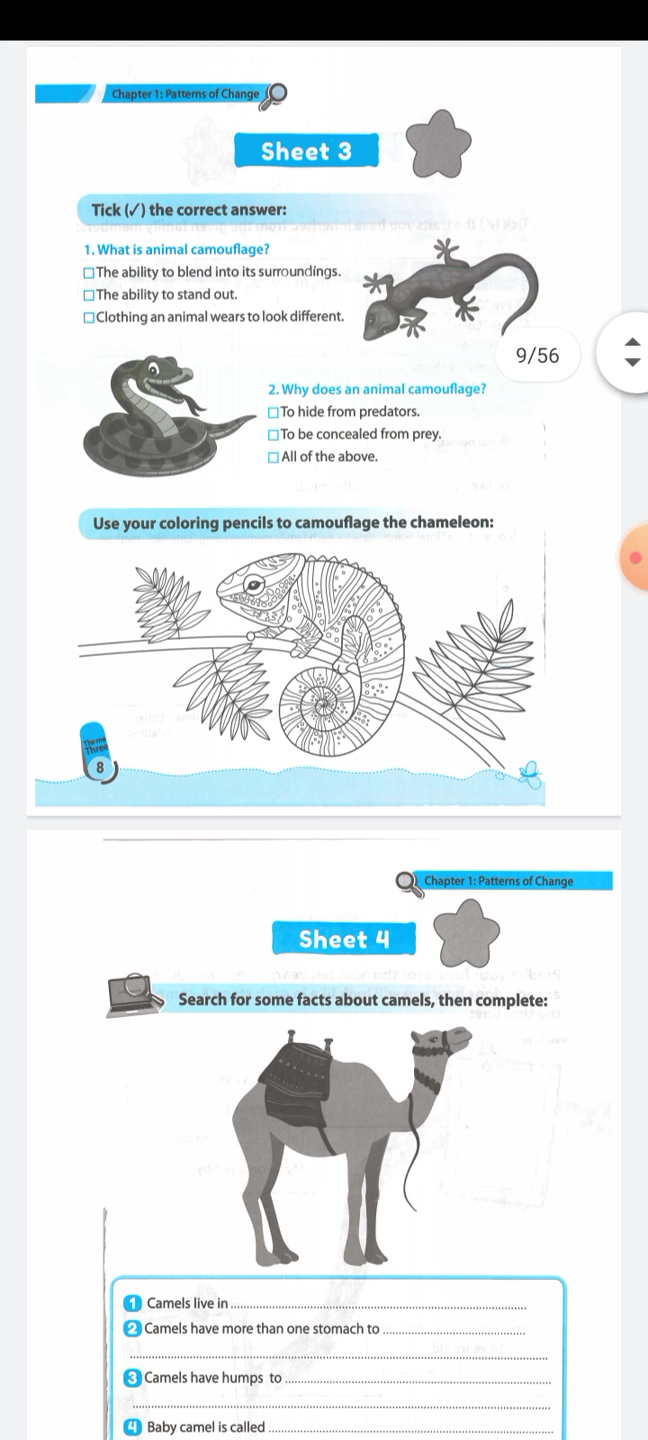 Chapter 1: Patterns of Change
Sheet 3
Tick (✓) the correct answer:
1. What is animal camouflage?
The ability to blend into its surroundings.
The ability to stand out.
Clothing an animal wears to look different.
9/56
2. Why does an animal camouflage?
To hide from predators.
To be concealed from prey.
All of the above.
Use your coloring pencils to camouflage the chameleon:
Theme
Three
8
Chapter 1: Patterns of Change
Sheet 4
Search for some facts about camels, then complete:
1 Camels live in
2 Camels have more than one stomach to
3 Camels have humps to
4 Baby camel is called